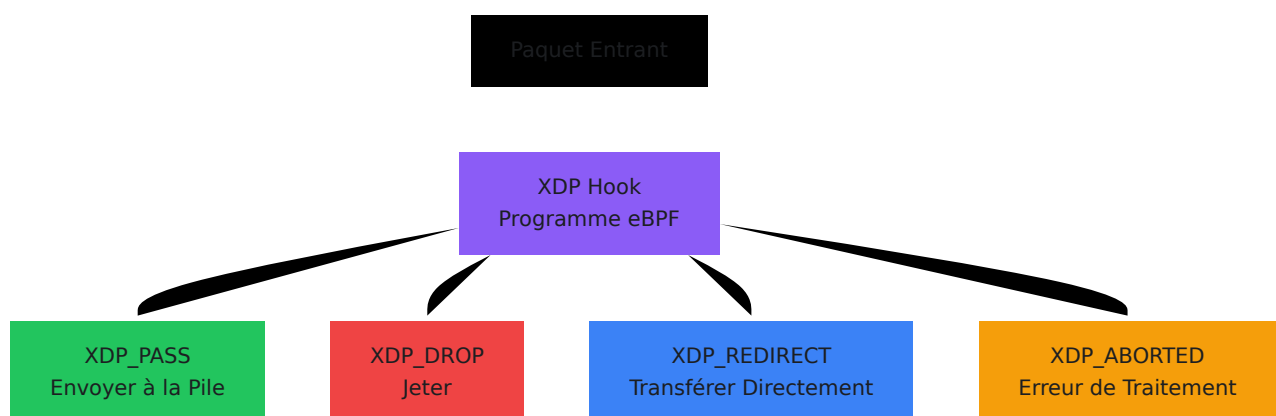 Paquet Entrant
XDP Hook
Programme eBPF
XDP_PASS
Envoyer à la Pile
XDP_DROP
Jeter
XDP_REDIRECT
Transférer Directement
XDP_ABORTED
Erreur de Traitement